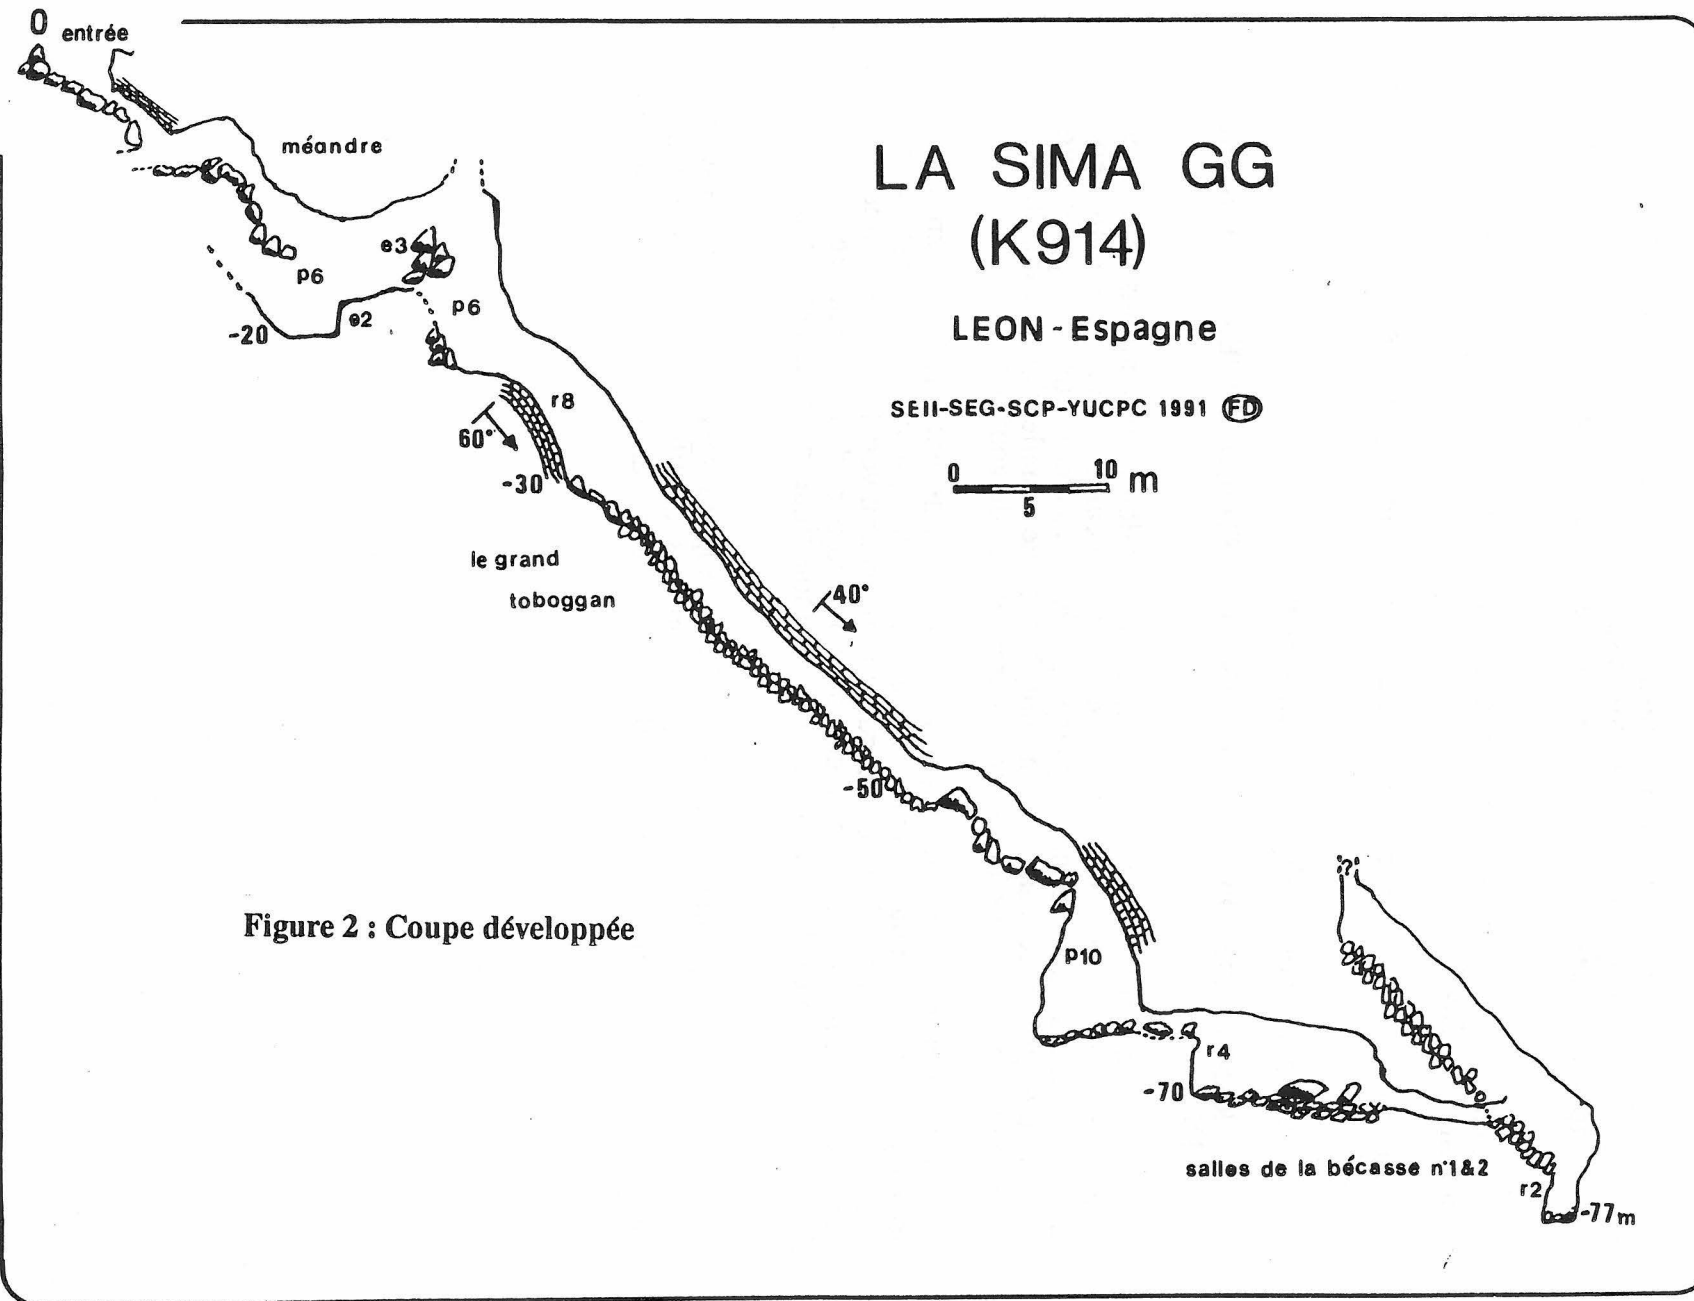 0 entrée
méandre
LA SIMA GG
(K914)
LEON - Espagne
SEII-SEG-SCP-YUCPC 1991 FD
0 10 m
5
e3
p6
p6
e2
-20
r8
60°
-30
le grand
toboggan
40°
-50
?
Figure 2 : Coupe développée
p10
r4
-70
salles de la bécasse n°1&2
r2
-77m